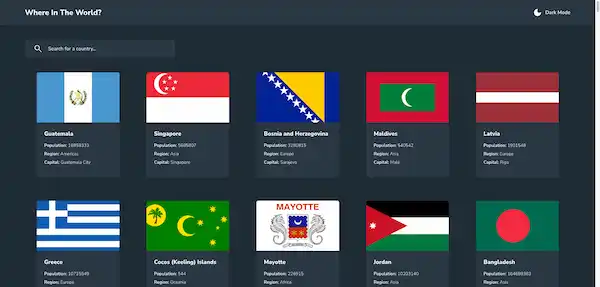 Where In The World?
Dark Mode
Search for a country...
Guatemala
Population: 16858333
Region: Americas
Capital: Guatemala City
Singapore
Population: 5685807
Region: Asia
Capital: Singapore
Bosnia and Herzegovina
Population: 3280815
Region: Europe
Capital: Sarajevo
Maldives
Population: 540542
Region: Asia
Capital: Malé
Latvia
Population: 1901548
Region: Europe
Capital: Riga
MAYOTTE
Greece
Population: 10715549
Region: Europe
Cocos (Keeling) Islands
Population: 544
Region: Oceania
Mayotte
Population: 226915
Region: Africa
Jordan
Population: 10203140
Region: Asia
Bangladesh
Population: 164689383
Region: Asia